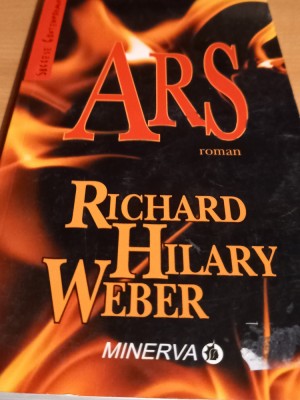 ARS
roman
RICHARD
HILARY
WEBER
MINERVA